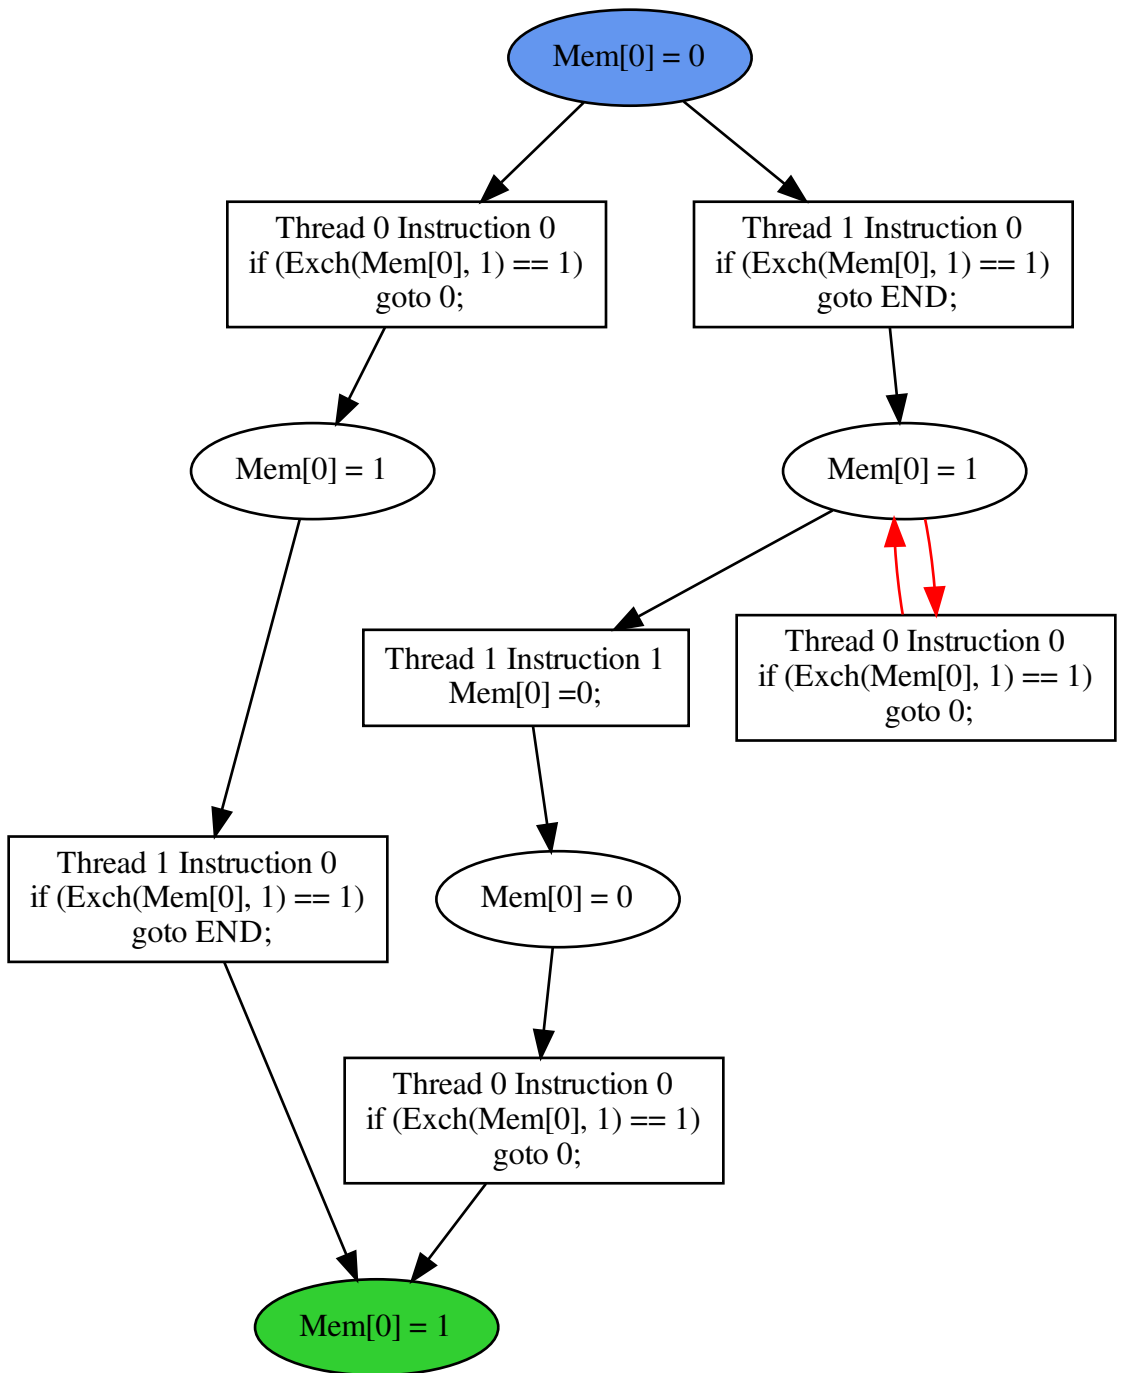 Mem[0] = 0
Thread 0 Instruction 0
if (Exch(Mem[0], 1) == 1)
goto 0;
Thread 1 Instruction 0
if (Exch(Mem[0], 1) == 1)
goto END;
Mem[0] = 1
Mem[0] = 1
Thread 1 Instruction 1
Mem[0] =0;
Thread 0 Instruction 0
if (Exch(Mem[0], 1) == 1)
goto 0;
Thread 1 Instruction 0
if (Exch(Mem[0], 1) == 1)
goto END;
Mem[0] = 0
Thread 0 Instruction 0
if (Exch(Mem[0], 1) == 1)
goto 0;
Mem[0] = 1